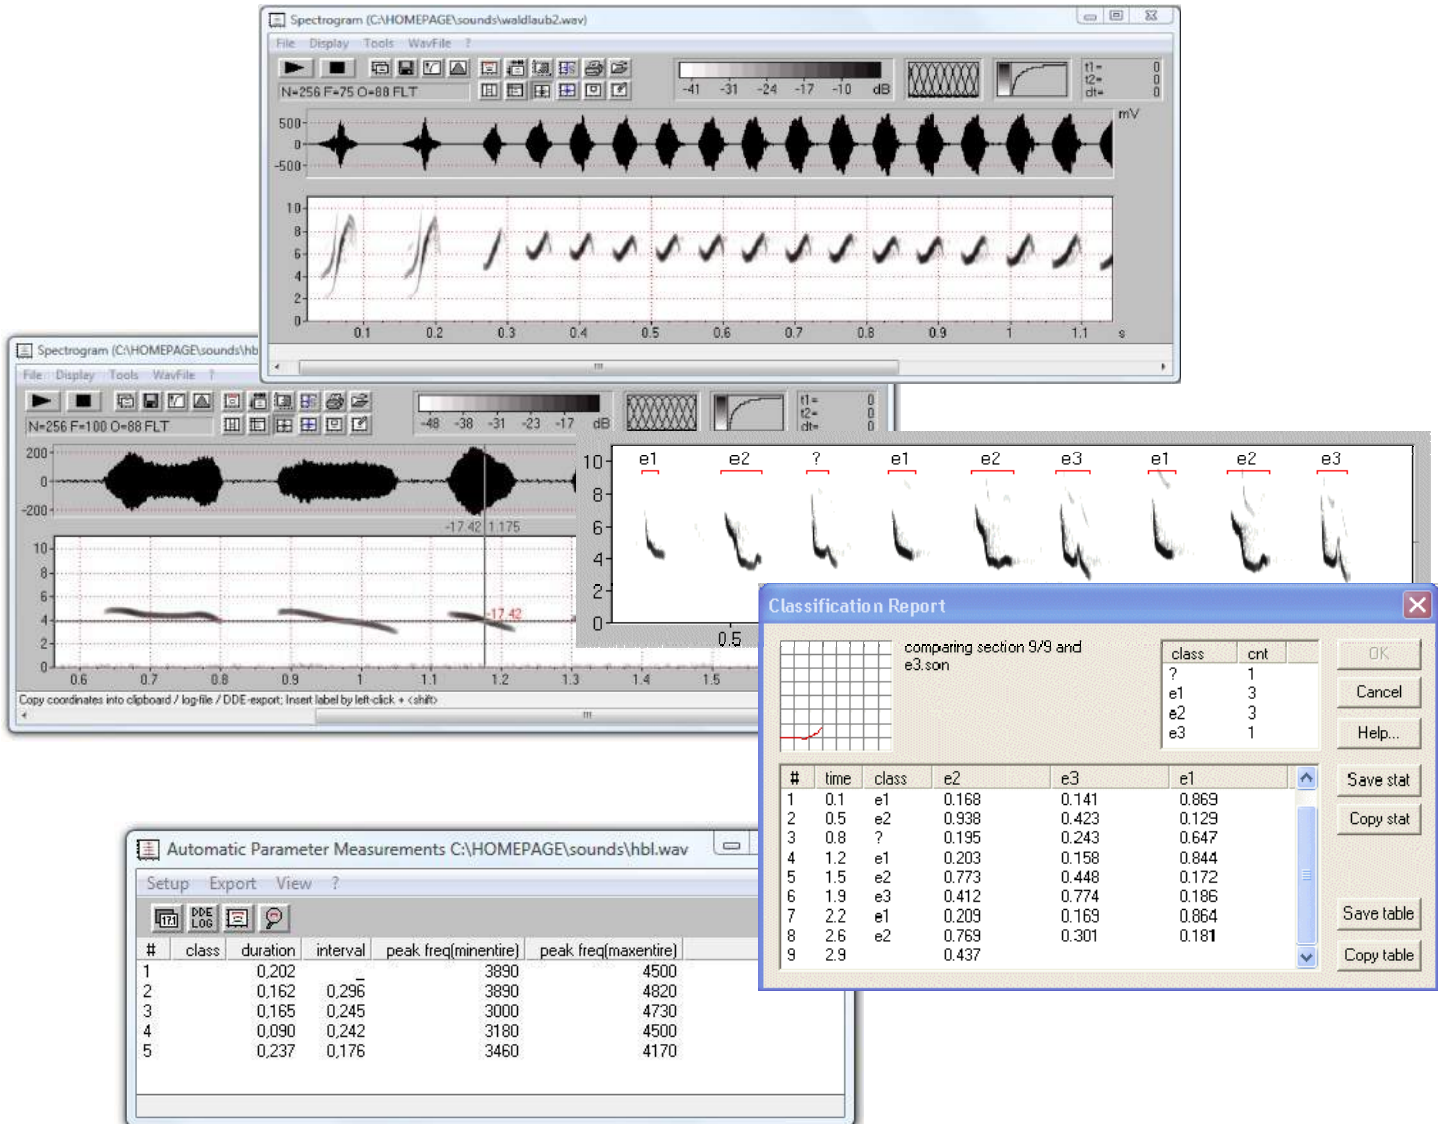 Spectrogram (C:\HOMEPAGE\sounds\waldlaub2.wav)
File Display Tools WavFile ?
N=256 F=75 O=88 FLT
-41 -31 -24 -17 -10 dB
t1= 0
t2= 0
dt= 0
mV
500
0
-500
10
8
6
4
2
0
0.1 0.2 0.3 0.4 0.5 0.6 0.7 0.8 0.9 1 1.1 s
Spectrogram (C:\HOMEPAGE\sounds\hb
File Display Tools WavFile ?
N=256 F=100 O=88 FLT
-48 -38 -31 -23 -17 dB
t1= 0
t2= 0
dt= 0
200
0
-200
-17.42 1.175
10
8
6
4
2
0
-17.42
0.6 0.7 0.8 0.9 1 1.1 1.2 1.3 1.4 1.5
Copy coordinates into clipboard / log-file / DDE-export; Insert label by left-click + <shift>
10
8
6
4
2
0
e1 e2 ? e1 e2 e3 e1 e2 e3
0.5
Classification Report
comparing section 9/9 and
e3.son
class cnt
? 1
e1 3
e2 3
e3 1
OK
Cancel
Help...
Save stat
Copy stat
Save table
Copy table
# time class e2 e3 e1
1 0.1 e1 0.168 0.141 0.869
2 0.5 e2 0.938 0.423 0.129
3 0.8 ? 0.195 0.243 0.647
4 1.2 e1 0.203 0.158 0.844
5 1.5 e2 0.773 0.448 0.172
6 1.9 e3 0.412 0.774 0.186
7 2.2 e1 0.209 0.169 0.864
8 2.6 e2 0.769 0.301 0.181
9 2.9 0.437
Automatic Parameter Measurements C:\HOMEPAGE\sounds\hbl.wav
Setup Export View ?
DDE
LOG
# class duration interval peak freq(minentire) peak freq(maxentire)
1 0,202 _ 3890 4500
2 0,162 0,296 3890 4820
3 0,165 0,245 3000 4730
4 0,090 0,242 3180 4500
5 0,237 0,176 3460 4170